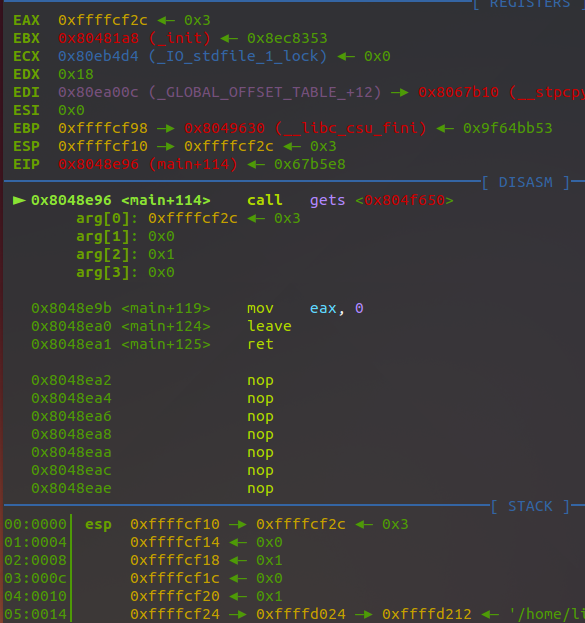 [ REGISTERS
EAX 0xffffcf2c ◂— 0x3
EBX 0x80481a8 (_init) ◂— 0x8ec8353
ECX 0x80eb4d4 (_IO_stdfile_1_lock) ◂— 0x0
EDX 0x18
EDI 0x80ea00c (_GLOBAL_OFFSET_TABLE_+12) —▸ 0x8067b10 (__stpcpy
ESI 0x0
EBP 0xffffcf98 —▸ 0x8049630 (__libc_csu_fini) ◂— 0x9f64bb53
ESP 0xffffcf10 —▸ 0xffffcf2c ◂— 0x3
EIP 0x8048e96 (main+114) ◂— 0x67b5e8
[ DISASM ]
► 0x8048e96 <main+114> call gets <0x804f650>
arg[0]: 0xffffcf2c ◂— 0x3
arg[1]: 0x0
arg[2]: 0x1
arg[3]: 0x0
0x8048e9b <main+119> mov eax, 0
0x8048ea0 <main+124> leave
0x8048ea1 <main+125> ret
0x8048ea2 nop
0x8048ea4 nop
0x8048ea6 nop
0x8048ea8 nop
0x8048eaa nop
0x8048eac nop
0x8048eae nop
[ STACK ]
00:0000│ esp 0xffffcf10 —▸ 0xffffcf2c ◂— 0x3
01:0004│ 0xffffcf14 ◂— 0x0
02:0008│ 0xffffcf18 ◂— 0x1
03:000c│ 0xffffcf1c ◂— 0x0
04:0010│ 0xffffcf20 ◂— 0x1
05:0014│ 0xffffcf24 —▸ 0xffffd024 —▸ 0xffffd212 ◂— '/home/li